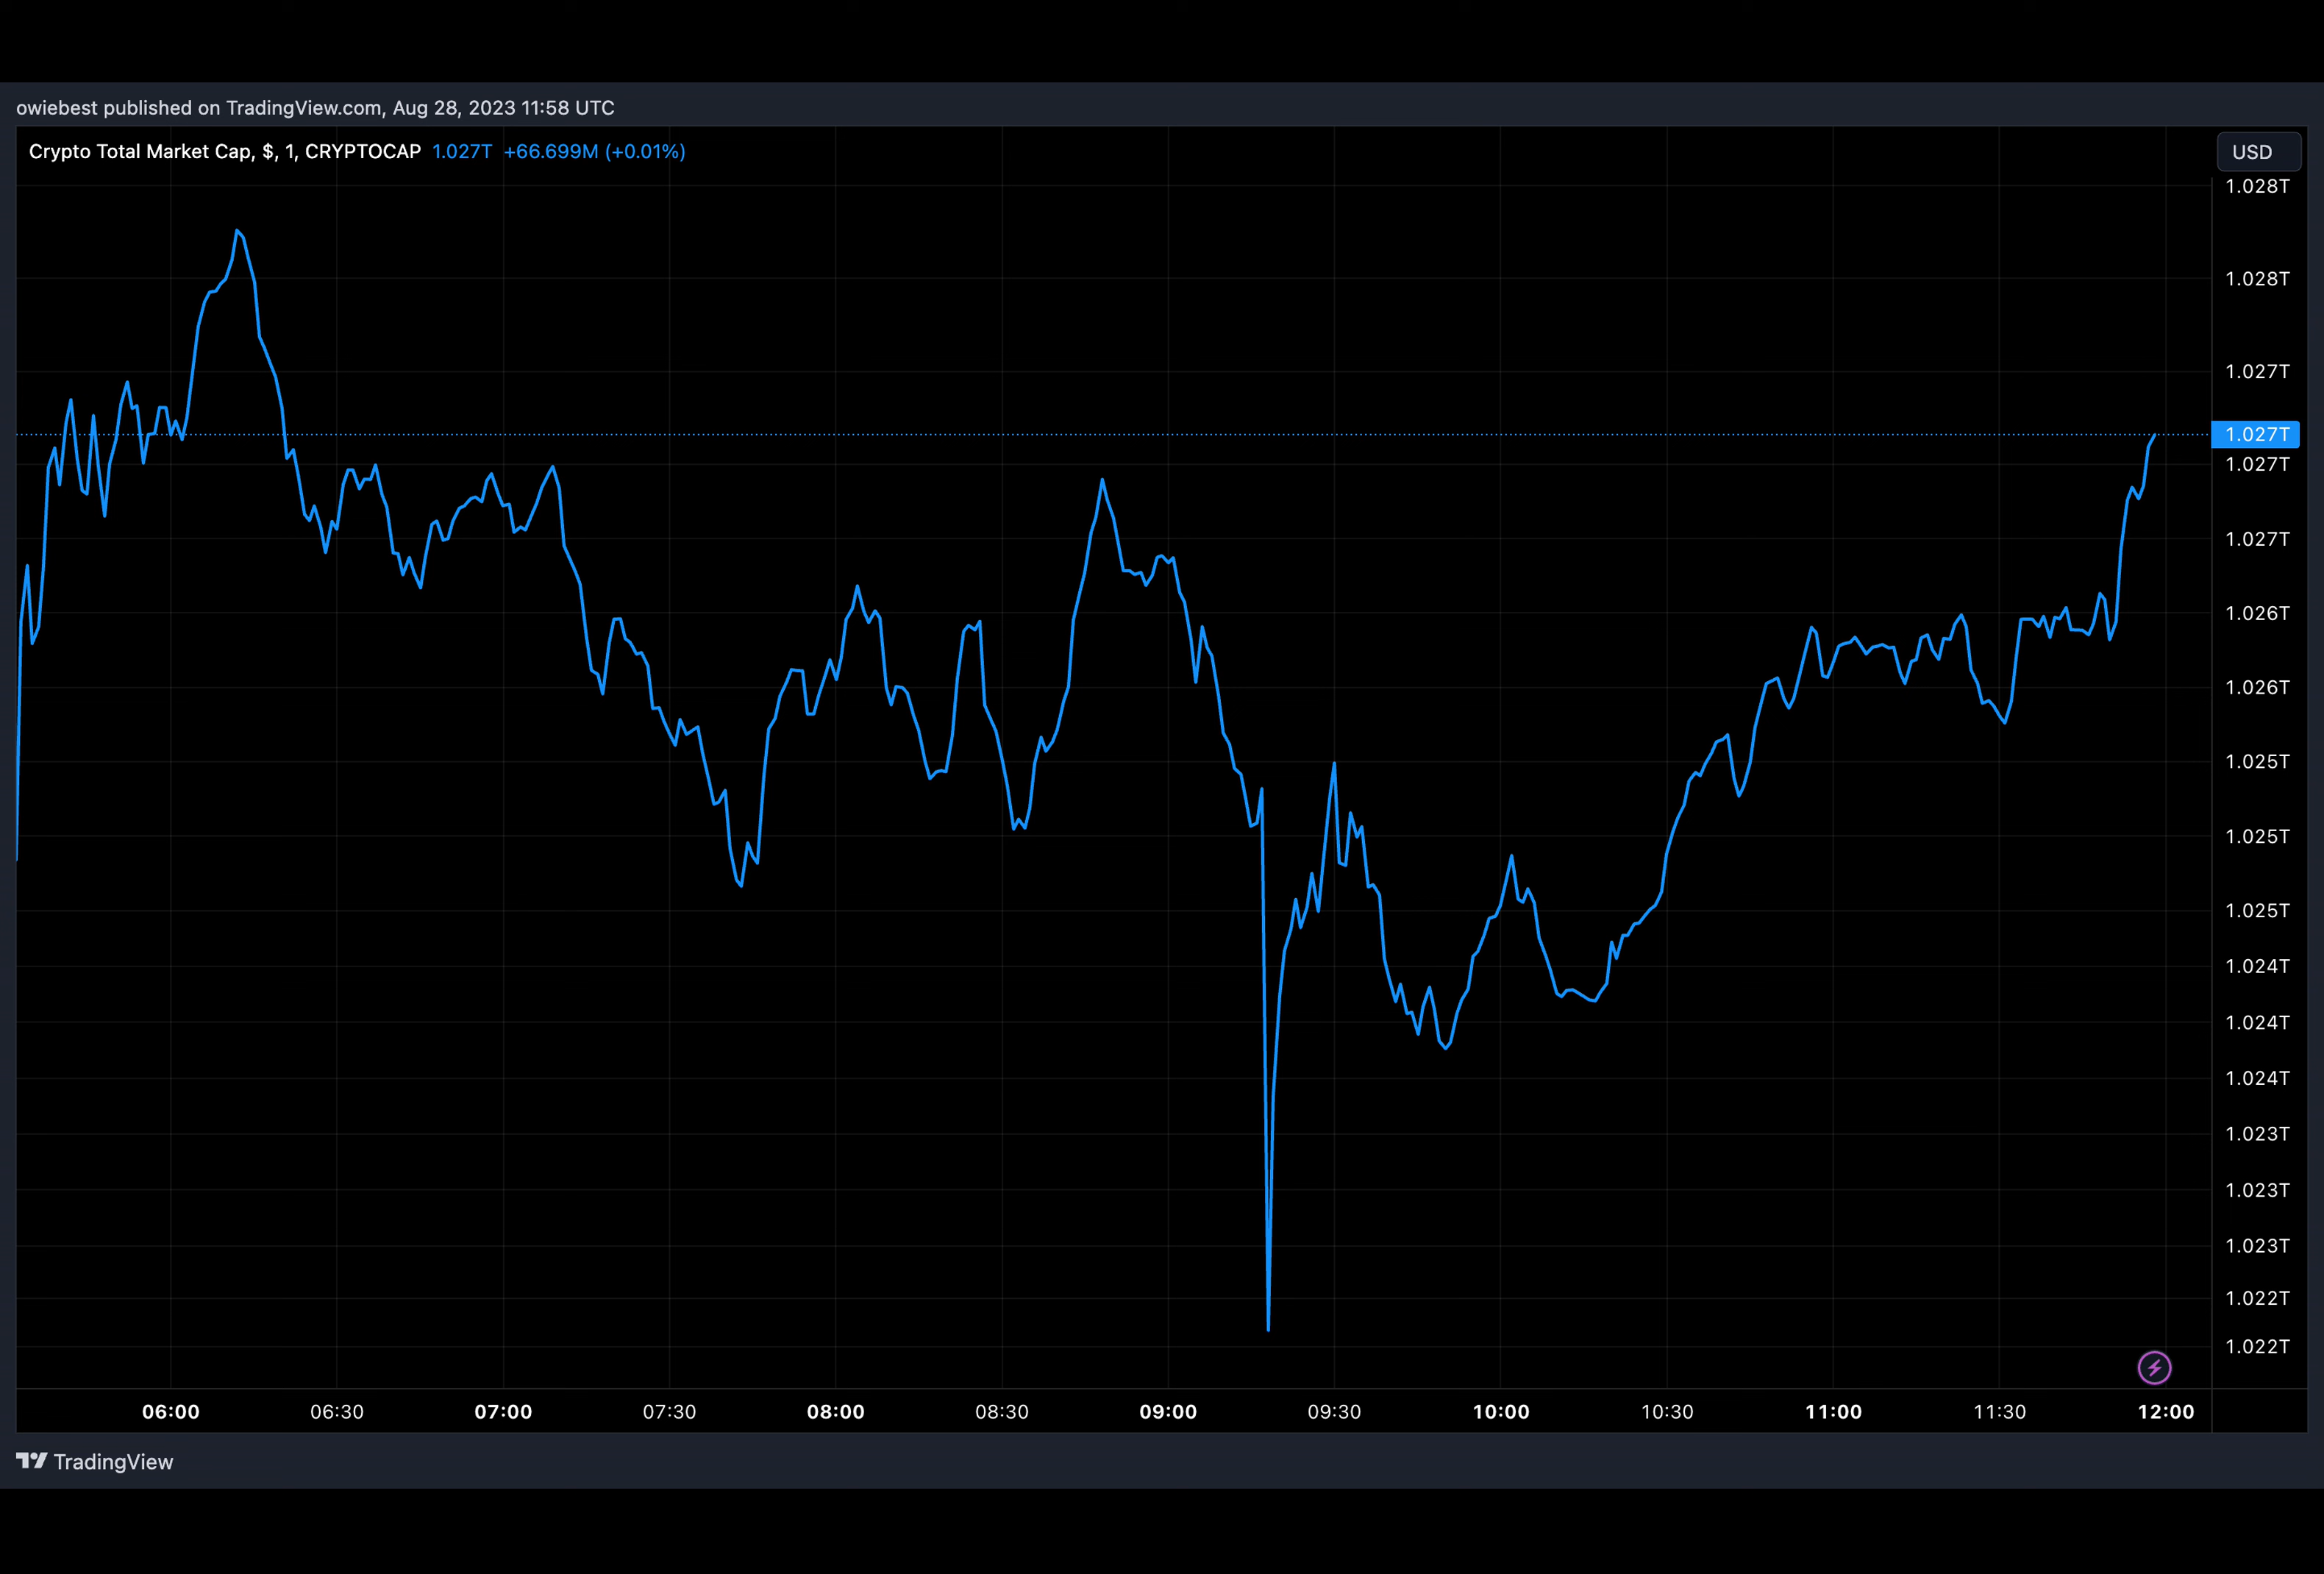 owiebest published on TradingView.com, Aug 28, 2023 11:58 UTC
Crypto Total Market Cap, $, 1, CRYPTOCAP 1.027T +66.699M (+0.01%)
USD
1.028T
1.028T
1.027T
1.027T
1.027T
1.027T
1.026T
1.026T
1.025T
1.025T
1.025T
1.024T
1.024T
1.024T
1.023T
1.023T
1.023T
1.022T
1.022T
06:00 06:30 07:00 07:30 08:00 08:30 09:00 09:30 10:00 10:30 11:00 11:30 12:00
TradingView